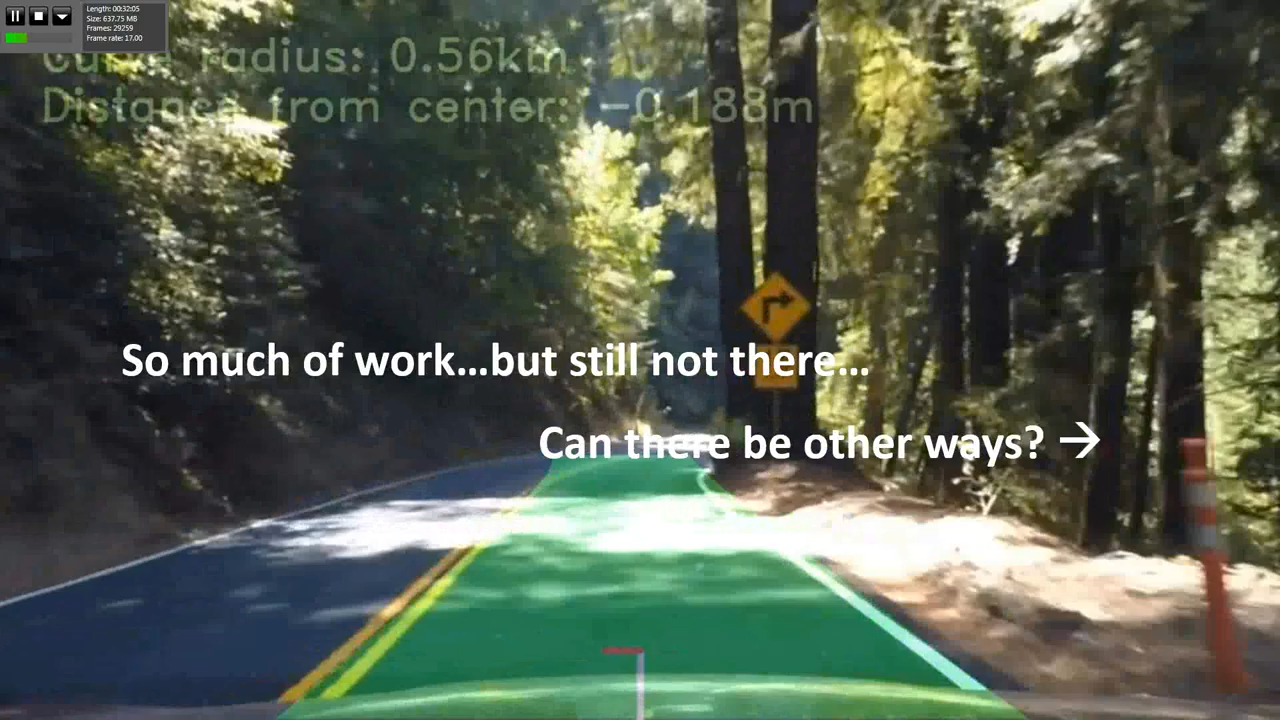 Length: 00:32:05
Size: 637.75 MB
Frames: 29259
Frame rate: 17.00
Curve radius: 0.56km
Distance from center: -0.188m
So much of work...but still not there...
Can there be other ways? →